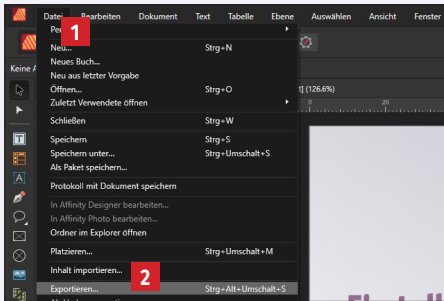 Datei Bearbeiten Dokument Text Tabelle Ebene Auswählen Ansicht Fenster
1
Neu... Strg+N
Neues Buch...
Neu aus letzter Vorgabe
Öffnen... Strg+O
Zuletzt Verwendete öffnen
Schließen Strg+W
Speichern Strg+S
Speichern unter... Strg+Umschalt+S
Als Paket speichern...
Protokoll mit Dokument speichern
In Affinity Designer bearbeiten...
In Affinity Photo bearbeiten...
Ordner im Explorer öffnen
Platzieren... Strg+Umschalt+M
Inhalt importieren...
2
Exportieren... Strg+Alt+Umschalt+S
Keine
(126.6%)
0 20